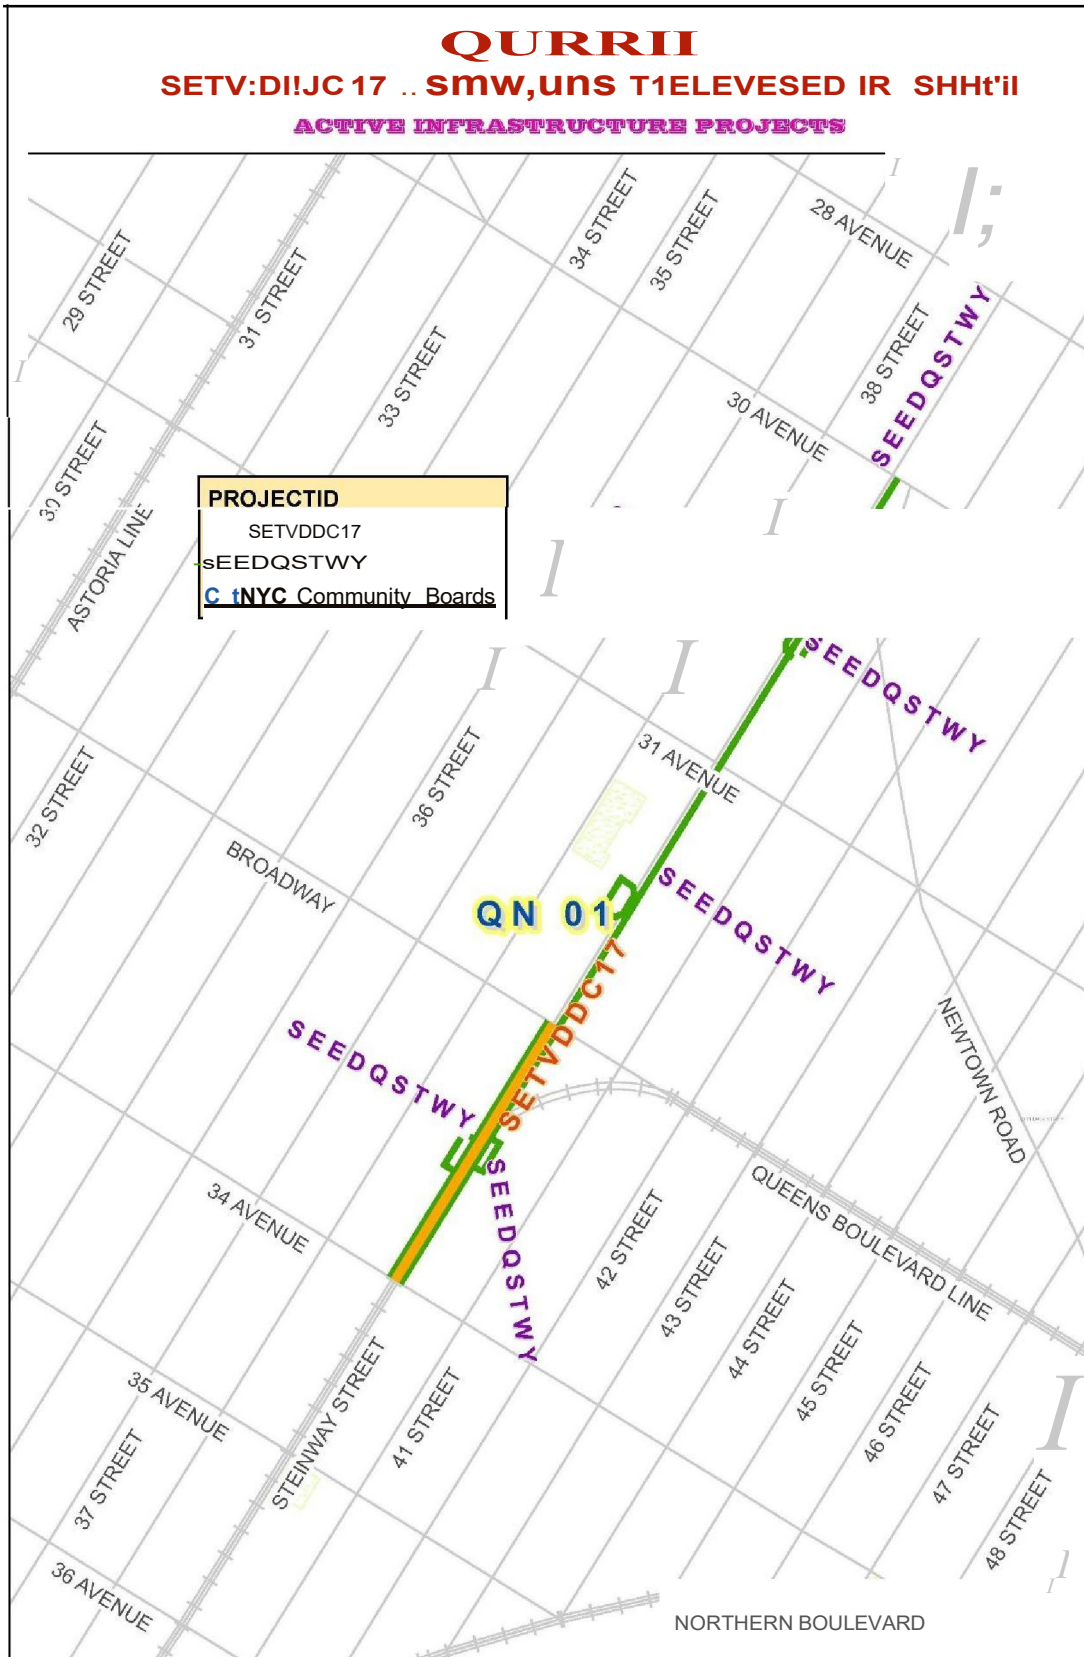 QURRII
SETV:DI!JC 17 .. smw,uns T1ELEVESED IR SHHt'il
ACTIVE INFRASTRUCTURE PROJECTS
I
l;
34 STREET
35 STREET
28 AVENUE
29 STREET
31 STREET
SEEDQSTWY
38 STREET
33 STREET
I
30 AVENUE
30 STREET
PROJECTID
SETVDDC17
sEEDQSTWY
C tNYC Community Boards
ASTORIA LINE
I
l
I
I
SEEDQSTWY
31 AVENUE
36 STREET
32 STREET
BROADWAY
SEEDQSTWY
QN 01
SETVDDC17
SEEDQSTWY
NEWTOWN ROAD
34 AVENUE
SEEDQSTWY
QUEENS BOULEVARD LINE
42 STREET
43 STREET
44 STREET
45 STREET
46 STREET
47 STREET
48 STREET
I
35 AVENUE
STEINWAY STREET
41 STREET
37 STREET
36 AVENUE
l
I
NORTHERN BOULEVARD